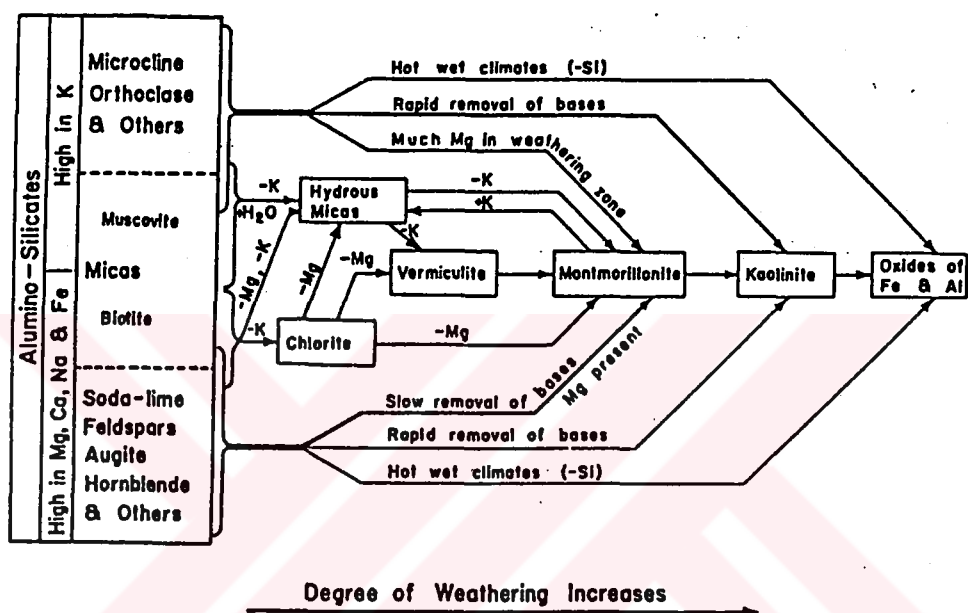 Alumino-Silicates
High in K
High in Mg, Ca, Na & Fe
Microcline
Orthoclase
& Others
Muscovite
Micas
Biotite
Soda-lime
Feldspars
Augite
Hornblende
& Others
Hot wet climates (-Si)
Rapid removal of bases
Much Mg in weathering zone
-K
+H₂O
Hydrous
Micas
-K
+K
-K
-Mg, -K
-Mg
-Mg
Vermiculite
Montmorillonite
Kaolinite
Oxides of
Fe & Al
-K
Chlorite
-Mg
Slow removal of bases
Mg present
Rapid removal of bases
Hot wet climates (-Si)
Degree of Weathering Increases